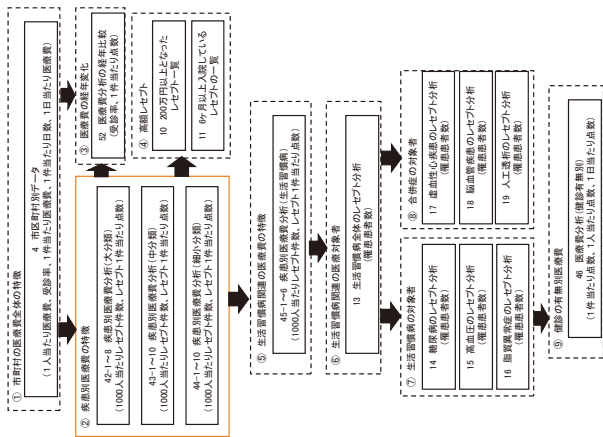 ① 市町村の医療費全体の特徴
4 市区町村別データ
(1人当たり医療費、受診率、1件当たり医療費、1件当たり日数、1日当たり医療費)
② 疾患別医療費の特徴
42-1～8 疾患別医療費分析(大分類)
(1000人当たりレセプト件数、レセプト1件当たり点数)
43-1～10 疾患別医療費分析(中分類)
(1000人当たりレセプト件数、レセプト1件当たり点数)
44-1～10 疾患別医療費分析(細小分類)
(1000人当たりレセプト件数、レセプト1件当たり点数)
③ 医療費の経年変化
52 医療費分析の経年比較
(受診率、1件当たり点数)
④ 高額レセプト
10 200万円以上となった
レセプト一覧
11 6ヶ月以上入院している
レセプトの一覧
⑤ 生活習慣病関連の医療費の特徴
45-1～6 疾患別医療費分析(生活習慣病)
(1000人当たりレセプト件数、レセプト1件当たり点数)
⑥ 生活習慣病関連の医療対象者
13 生活習慣病全体のレセプト分析
(罹患患者数)
⑦ 生活習慣病の対象者
14 糖尿病のレセプト分析
(罹患患者数)
15 高血圧のレセプト分析
(罹患患者数)
16 脂質異常症のレセプト分析
(罹患患者数)
⑧ 合併症の対象者
17 虚血性心疾患のレセプト分析
(罹患患者数)
18 脳血管疾患のレセプト分析
(罹患患者数)
19 人工透析のレセプト分析
(罹患患者数)
⑨ 健診の有無別医療費
46 医療費分析(健診有無別)
(1件当たり点数、1人当たり点数、1日当たり点数)